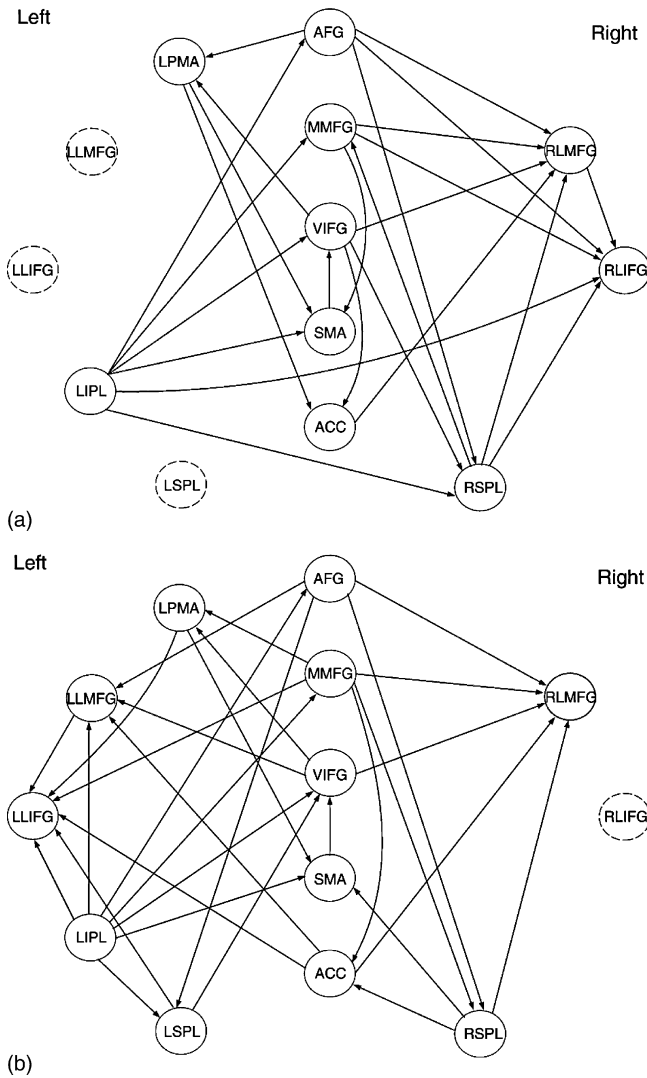 Left
AFG
Right
LPMA
MMFG
LLMFG
RLMFG
VIFG
LLIFG
RLIFG
SMA
LIPL
ACC
LSPL
RSPL
(a)
Left
AFG
Right
LPMA
MMFG
LLMFG
RLMFG
VIFG
LLIFG
RLIFG
SMA
LIPL
ACC
LSPL
RSPL
(b)